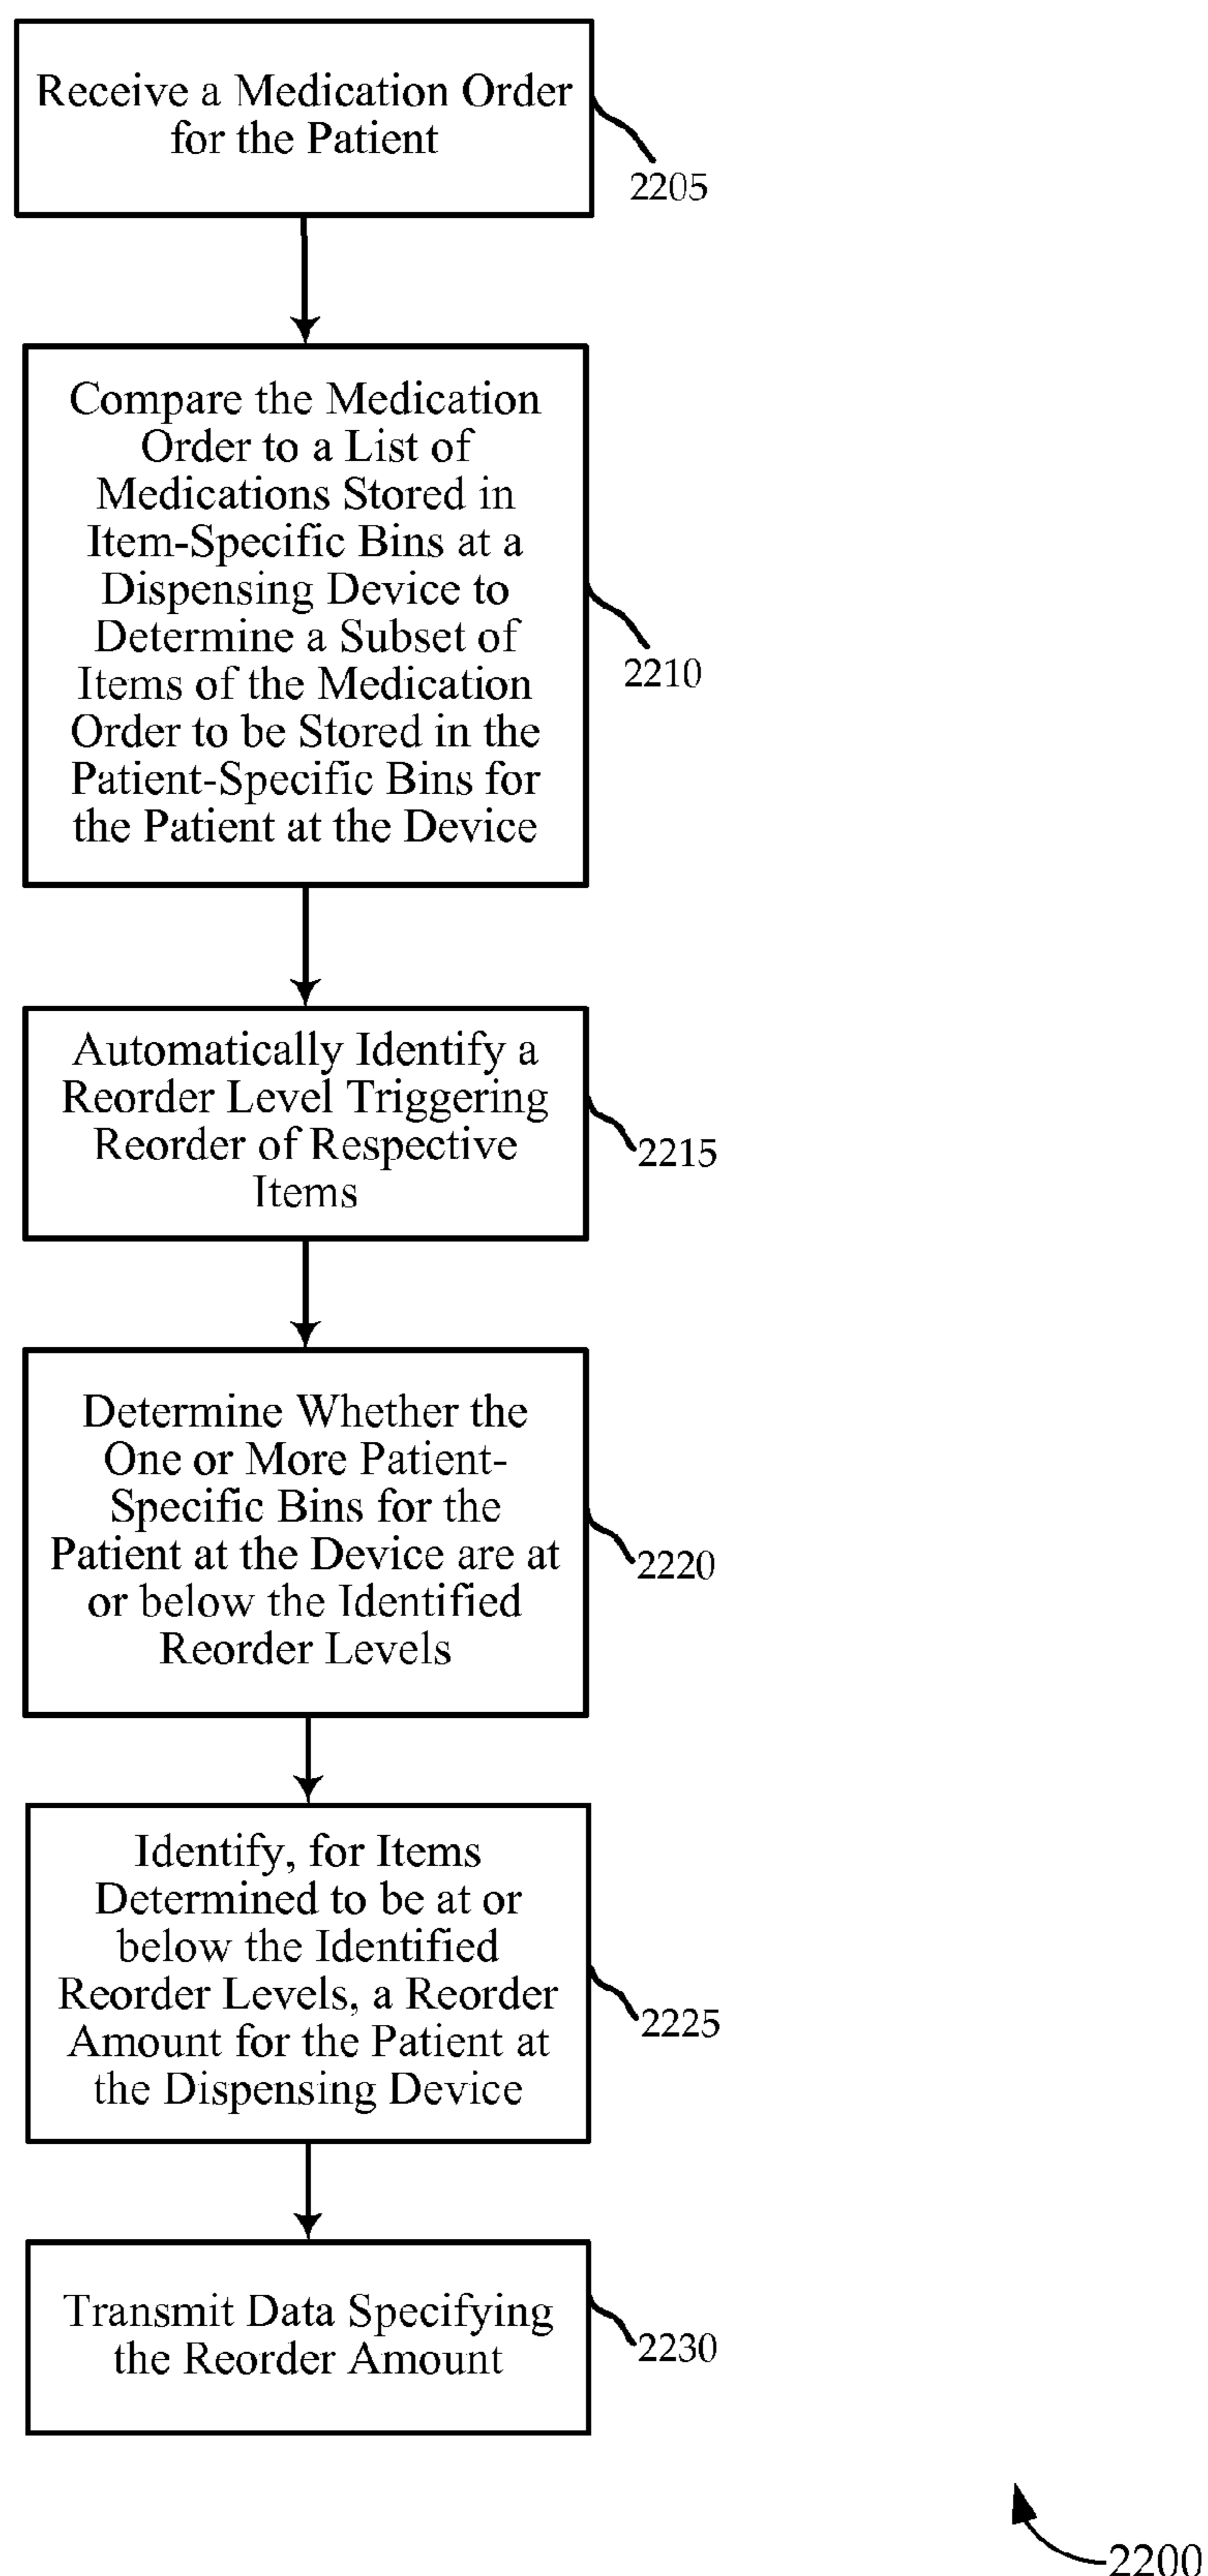 Receive a Medication Order
for the Patient
2205
Compare the Medication
Order to a List of
Medications Stored in
Item-Specific Bins at a
Dispensing Device to
Determine a Subset of
Items of the Medication
Order to be Stored in the
Patient-Specific Bins for
the Patient at the Device
2210
Automatically Identify a
Reorder Level Triggering
Reorder of Respective
Items
2215
Determine Whether the
One or More Patient-
Specific Bins for the
Patient at the Device are at
or below the Identified
Reorder Levels
2220
Identify, for Items
Determined to be at or
below the Identified
Reorder Levels, a Reorder
Amount for the Patient at
the Dispensing Device
2225
Transmit Data Specifying
the Reorder Amount
2230
2200